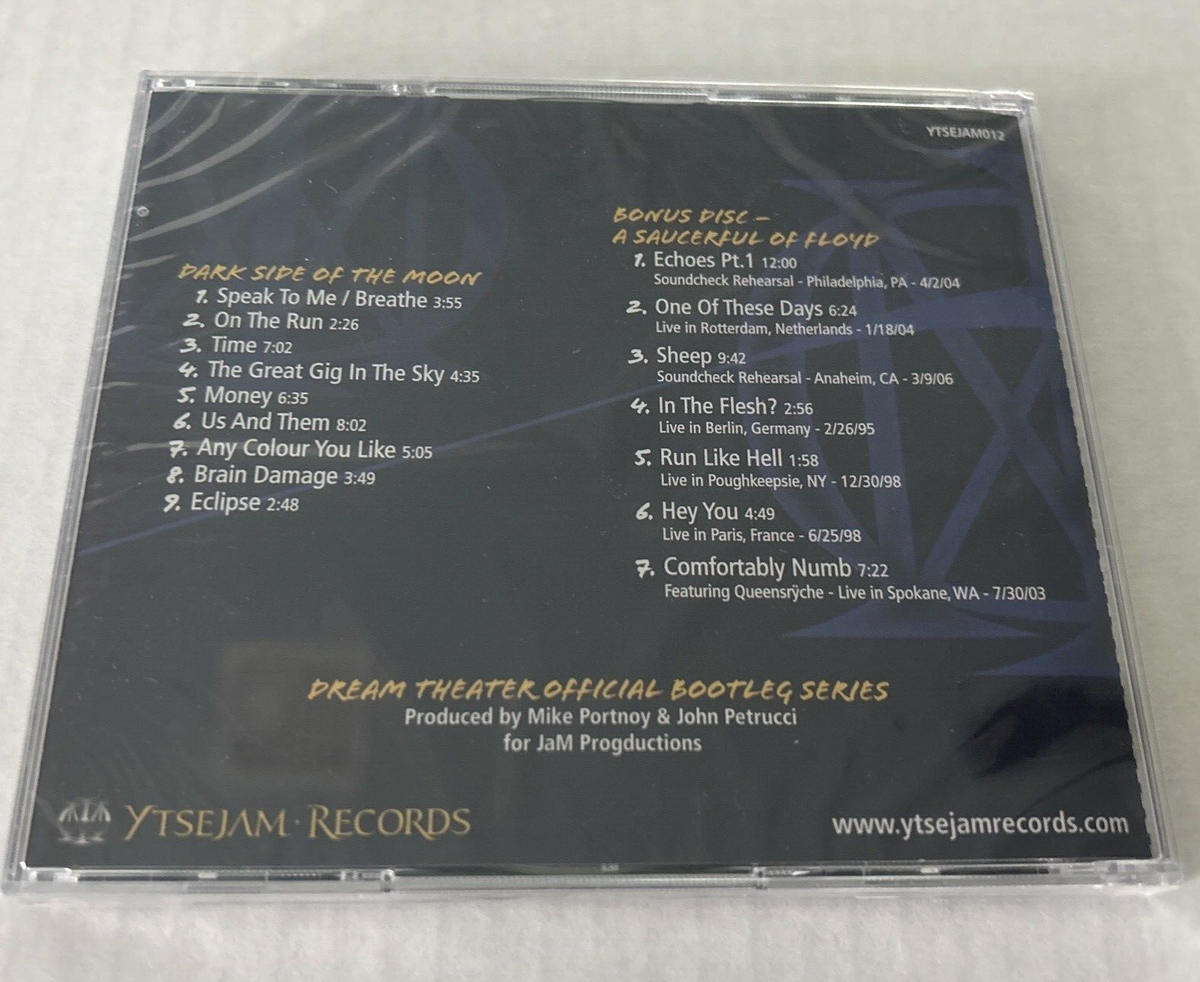 YTSEJAM012
DARK SIDE OF THE MOON
1. Speak To Me / Breathe 3:55
2. On The Run 2:26
3. Time 7:02
4. The Great Gig In The Sky 4:35
5. Money 6:35
6. Us And Them 8:02
7. Any Colour You Like 5:05
8. Brain Damage 3:49
9. Eclipse 2:48
BONUS DISC –
A SAUCERFUL OF FLOYD
1. Echoes Pt.1 12:00
Soundcheck Rehearsal - Philadelphia, PA - 4/2/04
2. One Of These Days 6:24
Live in Rotterdam, Netherlands - 1/18/04
3. Sheep 9:42
Soundcheck Rehearsal - Anaheim, CA - 3/9/06
4. In The Flesh? 2:56
Live in Berlin, Germany - 2/26/95
5. Run Like Hell 1:58
Live in Poughkeepsie, NY - 12/30/98
6. Hey You 4:49
Live in Paris, France - 6/25/98
7. Comfortably Numb 7:22
Featuring Queensrÿche - Live in Spokane, WA - 7/30/03
DREAM THEATER OFFICIAL BOOTLEG SERIES
Produced by Mike Portnoy & John Petrucci
for JaM Progductions
YTSEJAM · RECORDS
www.ytsejamrecords.com